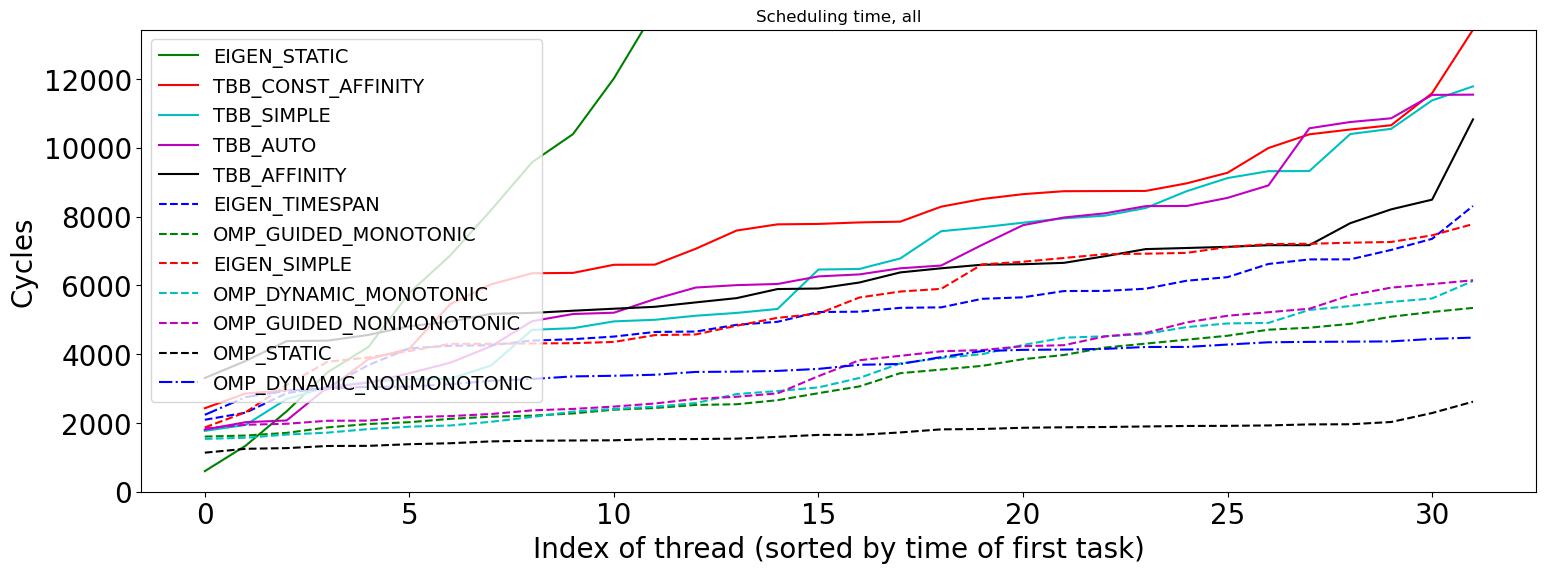 Scheduling time, all
EIGEN_STATIC
TBB_CONST_AFFINITY
TBB_SIMPLE
TBB_AUTO
TBB_AFFINITY
EIGEN_TIMESPAN
OMP_GUIDED_MONOTONIC
EIGEN_SIMPLE
OMP_DYNAMIC_MONOTONIC
OMP_GUIDED_NONMONOTONIC
OMP_STATIC
OMP_DYNAMIC_NONMONOTONIC
Cycles
12000
10000
8000
6000
4000
2000
0
0 5 10 15 20 25 30
Index of thread (sorted by time of first task)